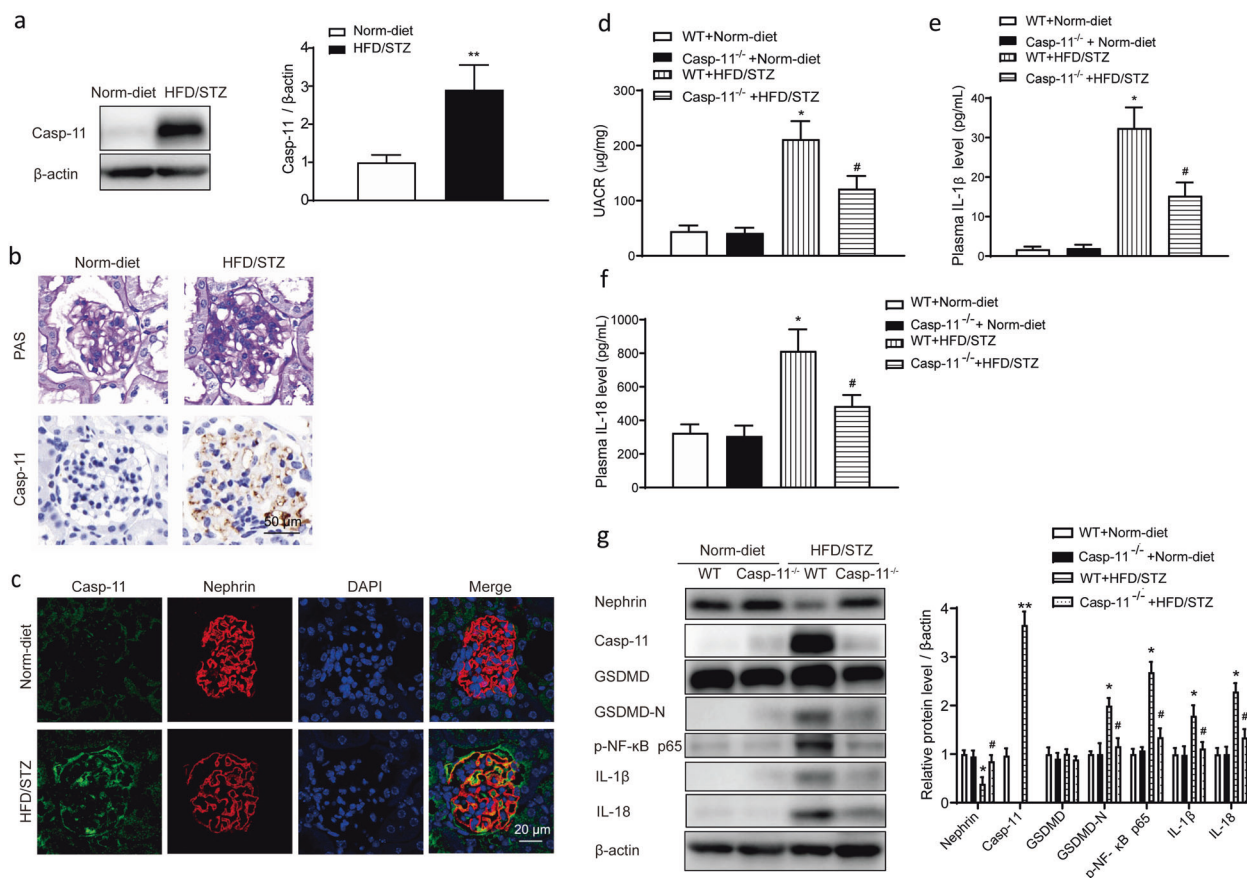 a
Norm-diet
HFD/STZ
Norm-diet HFD/STZ
Casp-11
β-actin
Casp-11 / β-actin
4
3
2
1
0
**
b
Norm-diet HFD/STZ
PAS
Casp-11
50 μm
c
Casp-11 Nephrin DAPI Merge
Norm-diet
HFD/STZ
20 μm
d
WT+Norm-diet
Casp-11-/- +Norm-diet
WT+HFD/STZ
Casp-11-/- +HFD/STZ
UACR (μg/mg)
300
200
100
0
*
#
e
WT+Norm-diet
Casp-11-/- + Norm-diet
WT+HFD/STZ
Casp-11-/- +HFD/STZ
Plasma IL-1β level (pg/mL)
40
30
20
10
0
*
#
f
WT+Norm-diet
Casp-11-/-+ Norm-diet
WT+HFD/STZ
Casp-11-/-+HFD/STZ
Plasma IL-18 level (pg/mL)
1000
800
600
400
200
0
*
#
g
Norm-diet HFD/STZ
WT Casp-11-/- WT Casp-11-/-
Nephrin
Casp-11
GSDMD
GSDMD-N
p-NF-κB p65
IL-1β
IL-18
β-actin
WT+Norm-diet
Casp-11-/- +Norm-diet
WT+HFD/STZ
Casp-11-/- +HFD/STZ
Relative protein level / β-actin
5
4
3
2
1
0
* # ** * # * # * # * #
Nephrin
Casp-11
GSDMD
GSDMD-N
p-NF- κB p65
IL-1β
IL-18